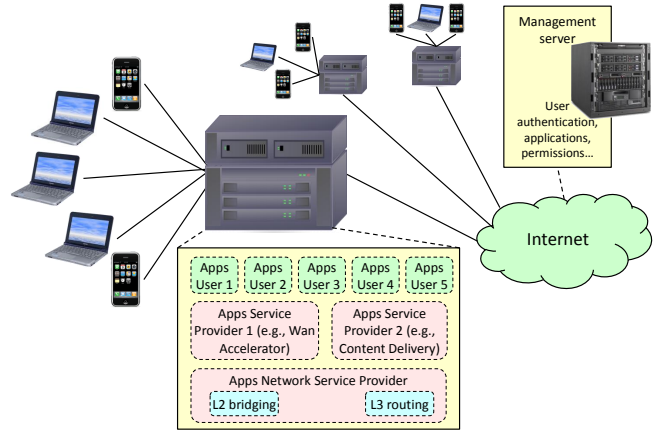 Management
server
User
authentication,
applications,
permissions…
Internet
Apps
User 1
Apps
User 2
Apps
User 3
Apps
User 4
Apps
User 5
Apps Service
Provider 1 (e.g., Wan
Accelerator)
Apps Service
Provider 2 (e.g.,
Content Delivery)
Apps Network Service Provider
L2 bridging
L3 routing